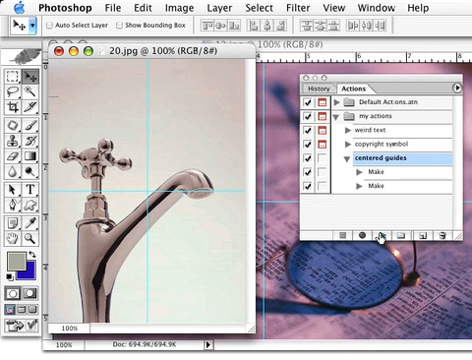 Photoshop File Edit Image Layer Select Filter View Window Help
Auto Select Layer Show Bounding Box
20.jpg @ 100% (RGB/8#)
(RGB/8#)
History Actions
Default Actions.atn
my actions
weird text
copyright symbol
centered guides
Make
Make
100%
100% Doc: 694.9K/694.9K